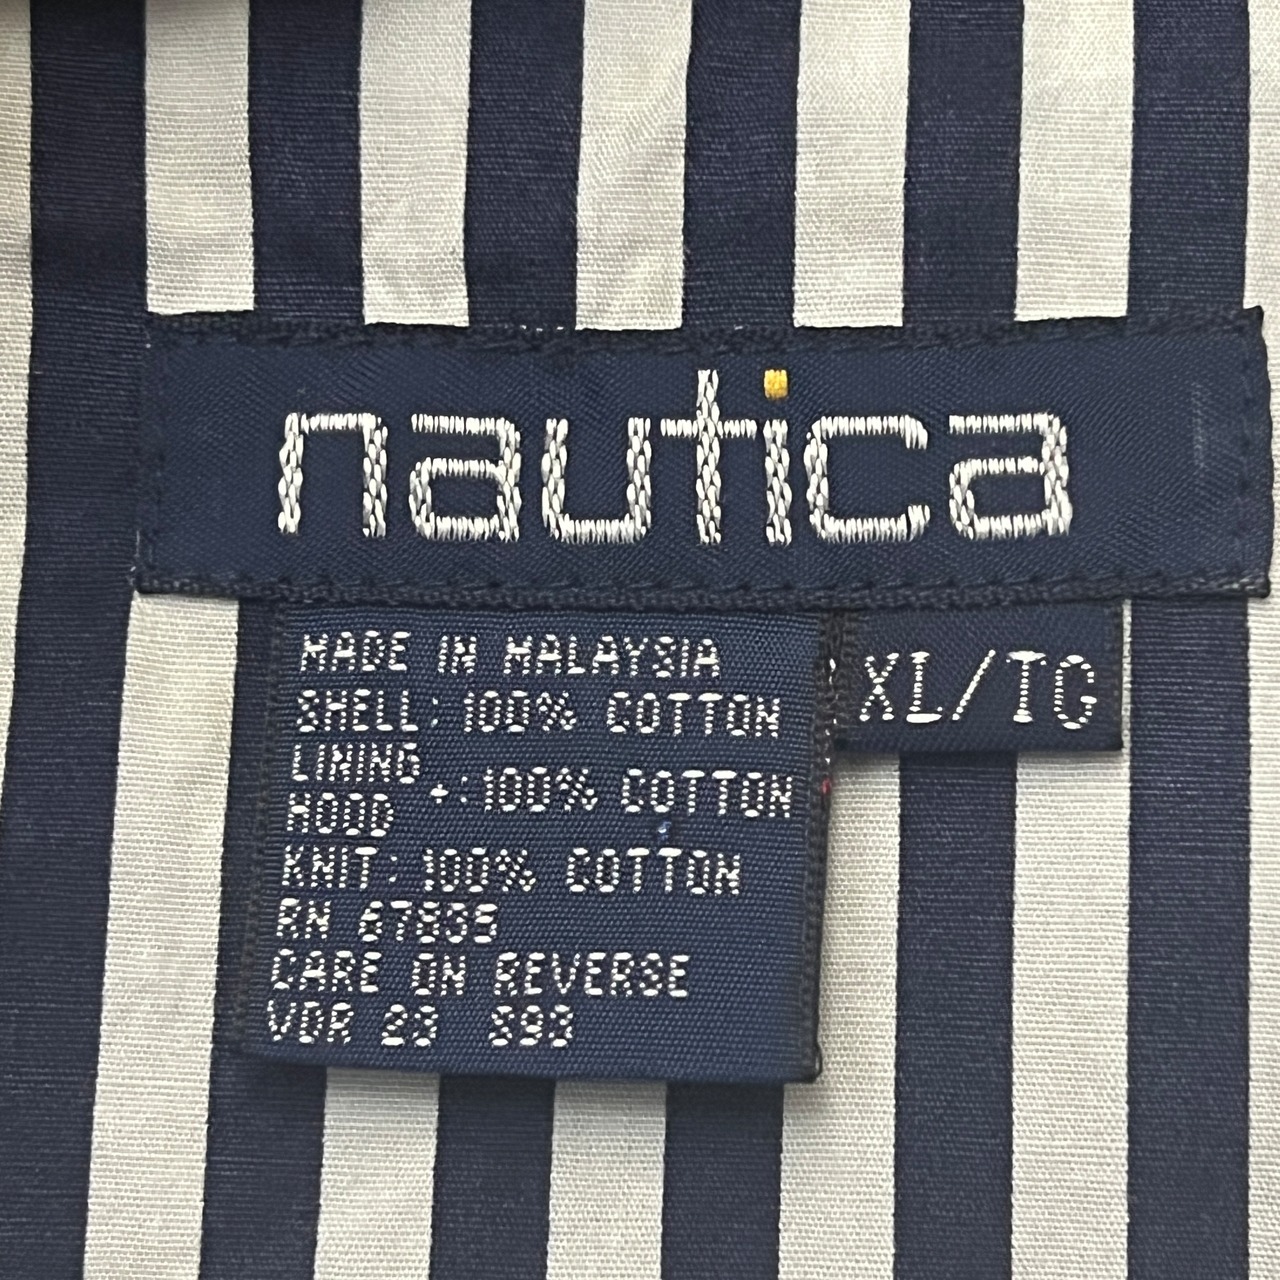 nautica
XL/TG
MADE IN MALAYSIA
SHELL: 100% COTTON
LINING
+: 100% COTTON
HOOD
KNIT: 100% COTTON
RN 67835
CARE ON REVERSE
VDR 23 S93